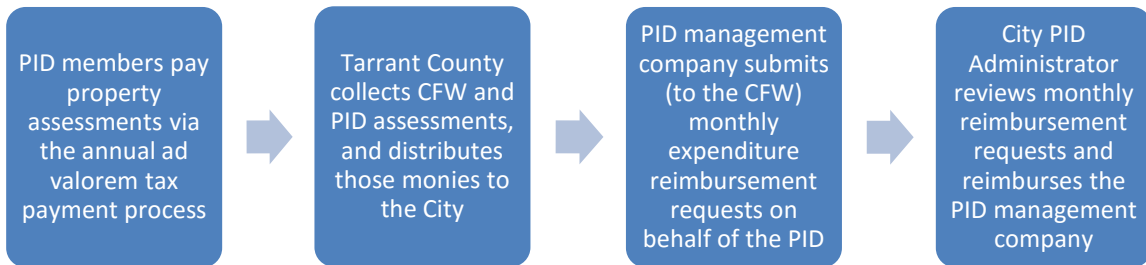 PID members pay
property
assessments via
the annual ad
valorem tax
payment process
Tarrant County
collects CFW and
PID assessments,
and distributes
those monies to
the City
PID management
company submits
(to the CFW)
monthly
expenditure
reimbursement
requests on
behalf of the PID
City PID
Administrator
reviews monthly
reimbursement
requests and
reimburses the
PID management
company